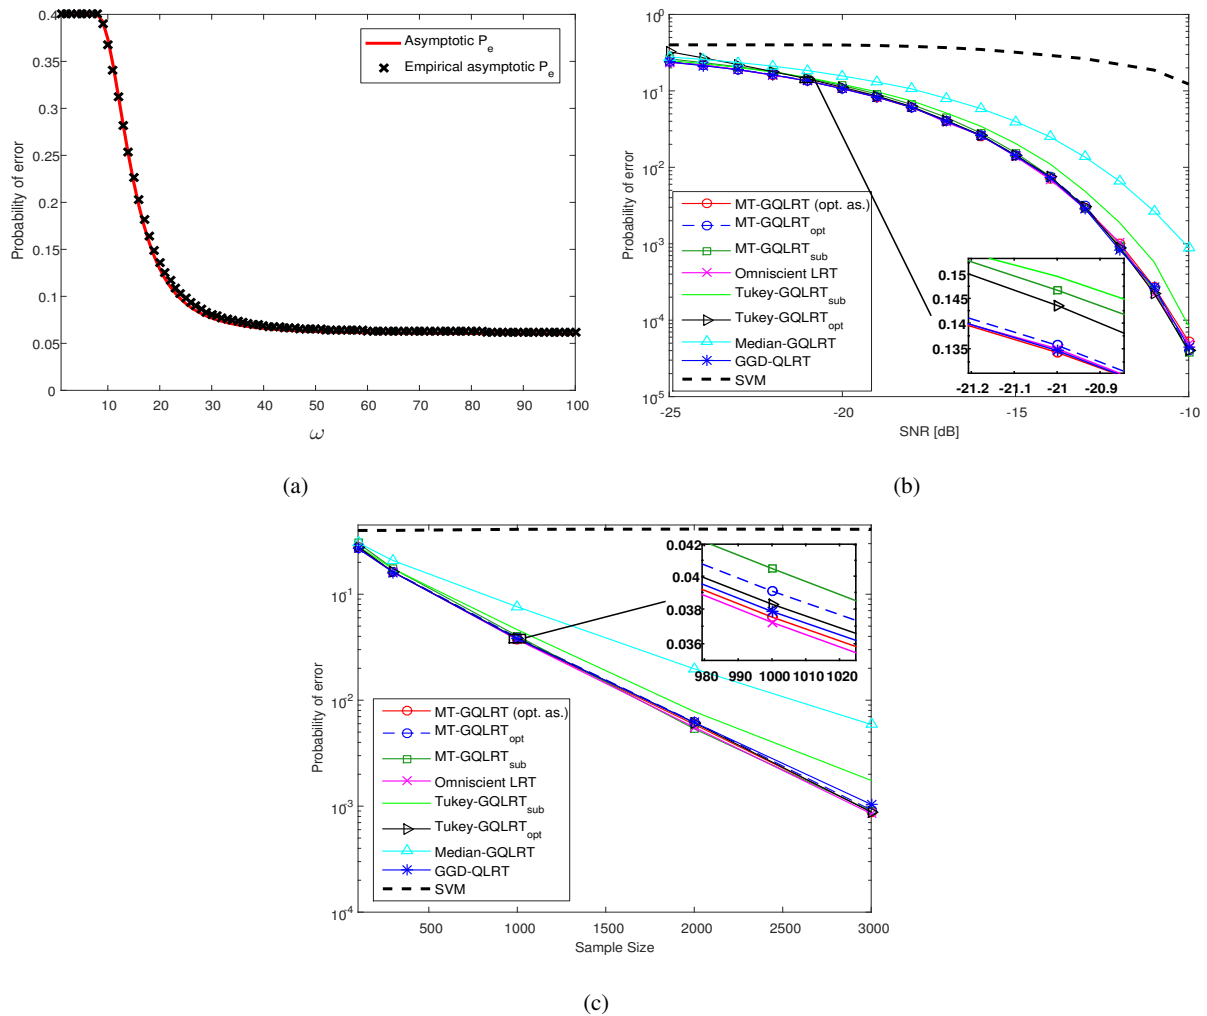 0.4
0.35
0.3
0.25
0.2
0.15
0.1
0.05
0
Probability of error
Asymptotic P_e
Empirical asymptotic P_e
10 20 30 40 50 60 70 80 90 100
ω
(a)
10^0
10^-1
10^-2
10^-3
10^-4
10^-5
Probability of error
MT-GQLRT (opt. as.)
MT-GQLRT_opt
MT-GQLRT_sub
Omniscient LRT
Tukey-GQLRT_sub
Tukey-GQLRT_opt
Median-GQLRT
GGD-QLRT
SVM
0.15
0.145
0.14
0.135
-21.2 -21.1 -21 -20.9
-25 -20 -15 -10
SNR [dB]
(b)
10^-1
10^-2
10^-3
10^-4
Probability of error
0.042
0.04
0.038
0.036
980 990 1000 1010 1020
MT-GQLRT (opt. as.)
MT-GQLRT_opt
MT-GQLRT_sub
Omniscient LRT
Tukey-GQLRT_sub
Tukey-GQLRT_opt
Median-GQLRT
GGD-QLRT
SVM
500 1000 1500 2000 2500 3000
Sample Size
(c)